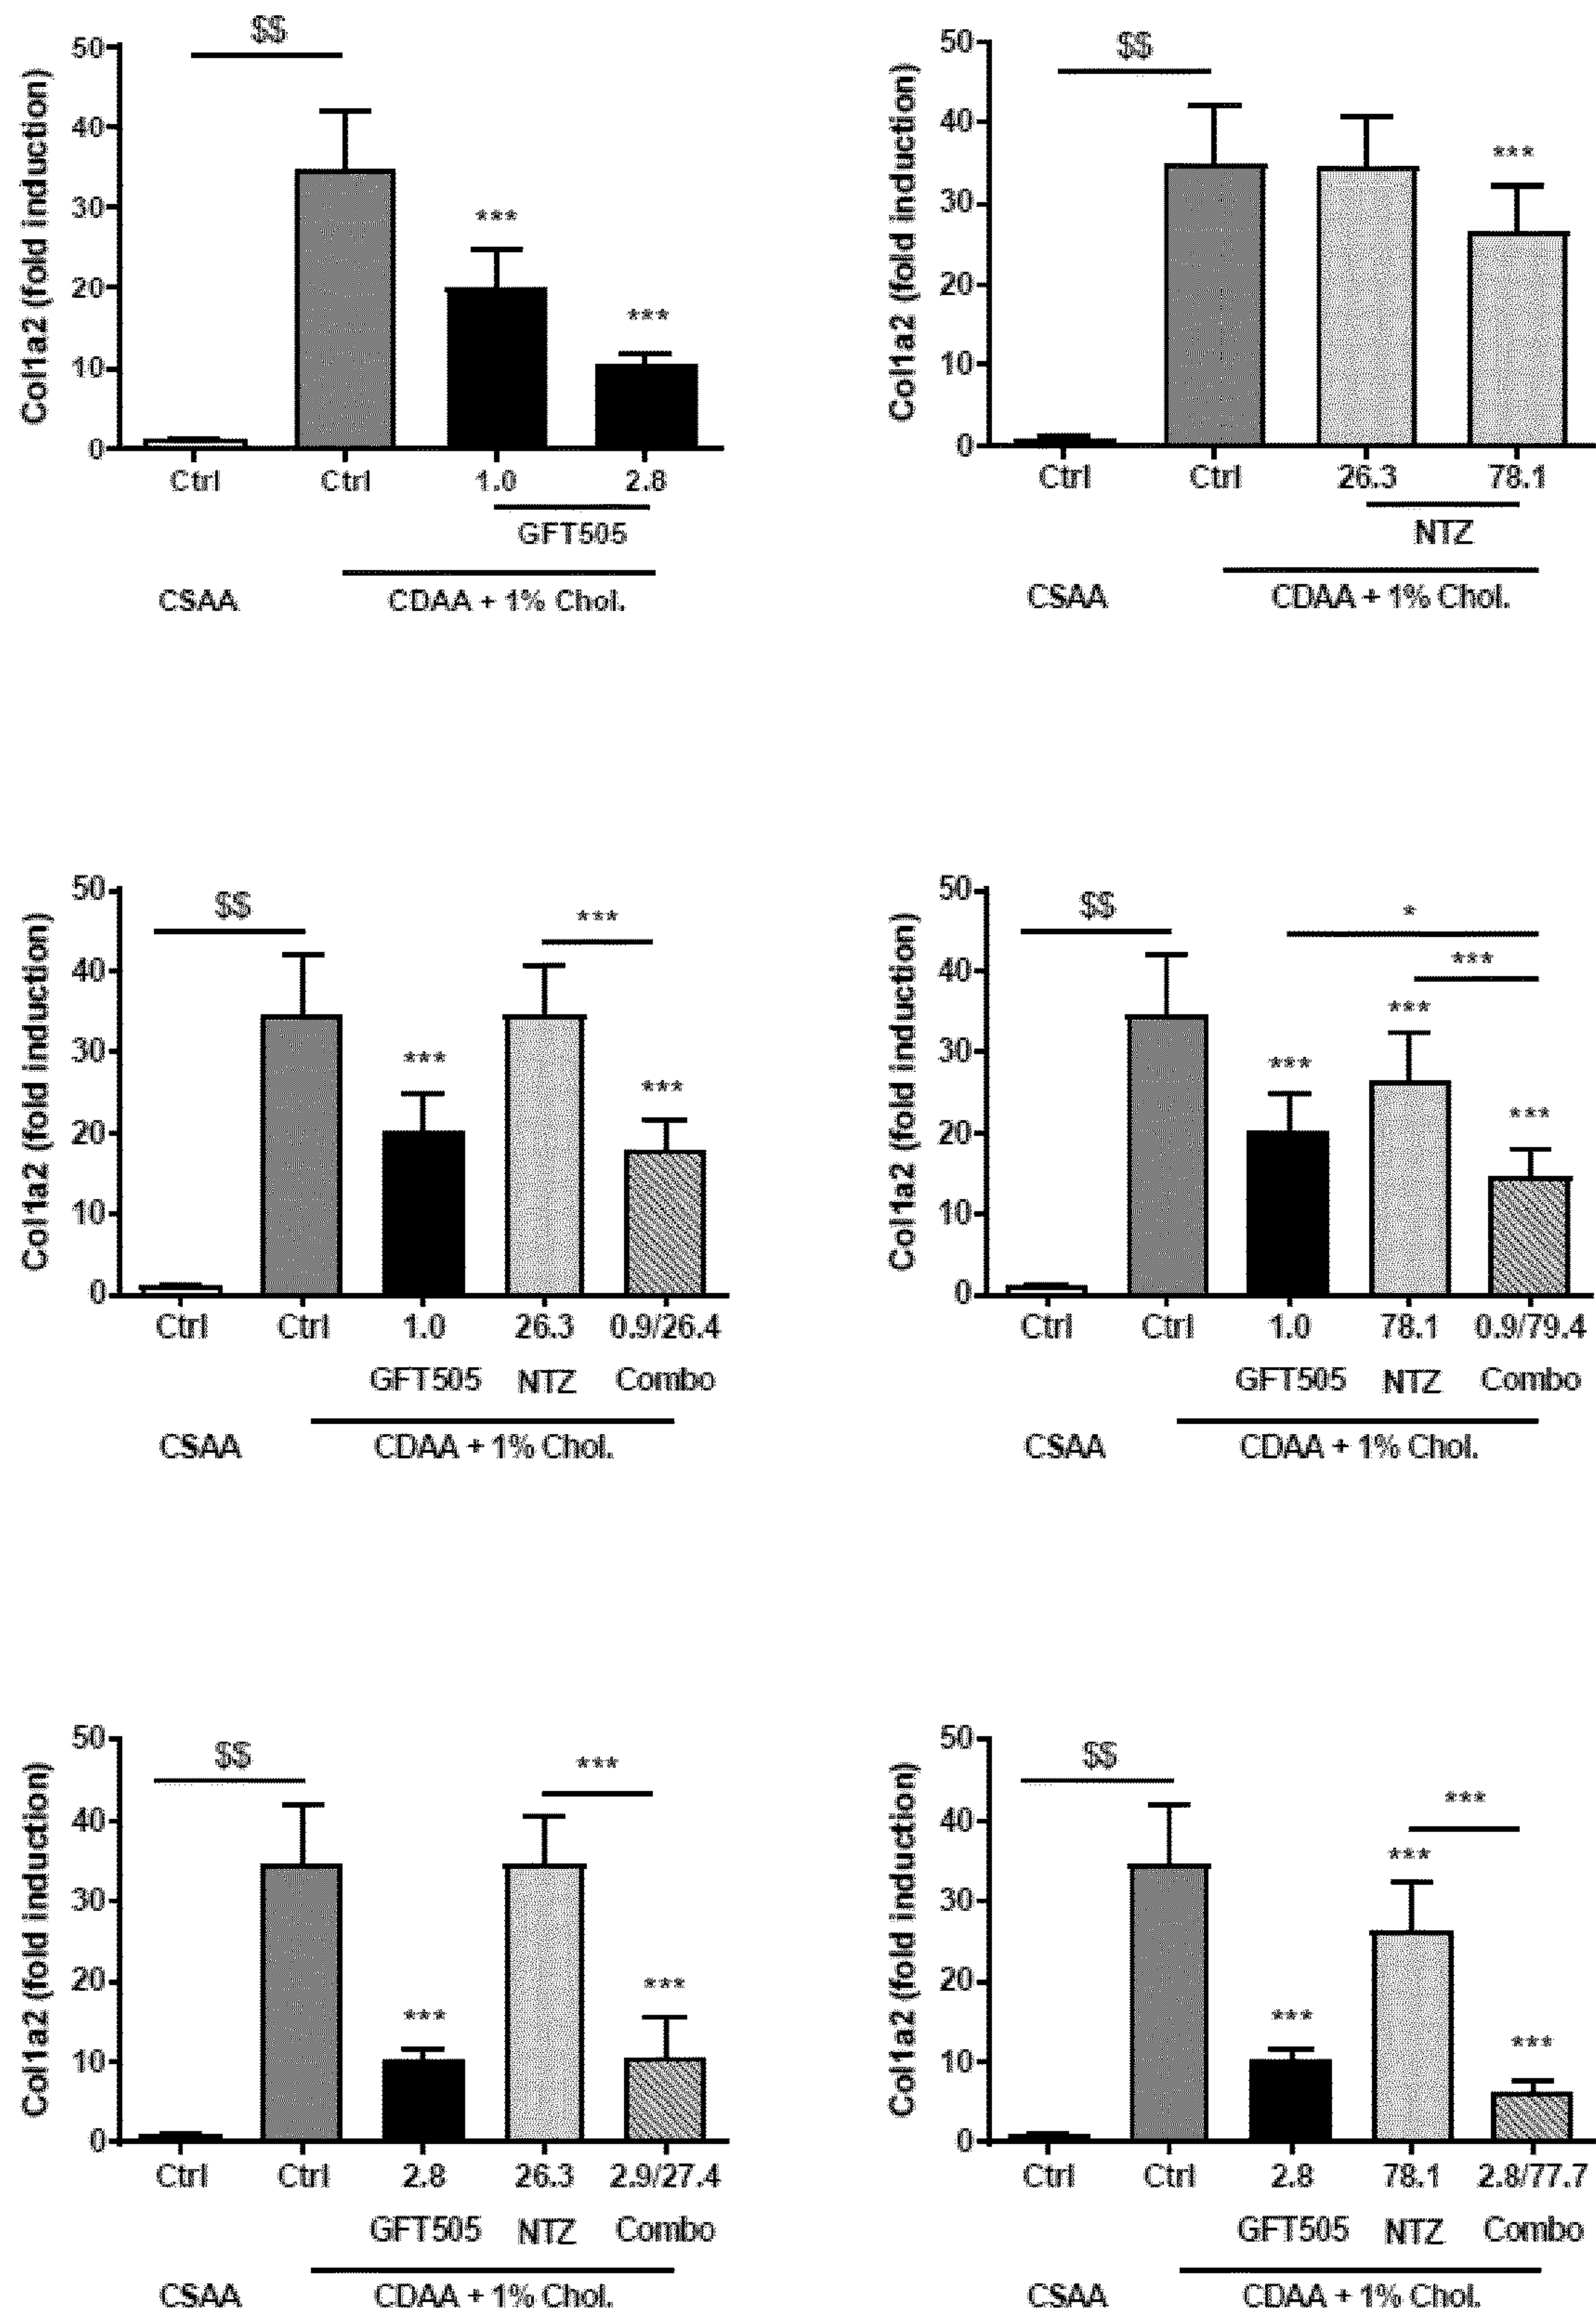 $$
50
40
30
20
10
0
Col1a2 (fold induction)
***
***
Ctrl Ctrl 1.0 2.8
GFT505
CSAA CDAA + 1% Chol.
$$
50
40
30
20
10
0
Col1a2 (fold induction)
***
Ctrl Ctrl 26.3 78.1
NTZ
CSAA CDAA + 1% Chol.
50
40
30
20
10
0
Col1a2 (fold induction)
$$
***
***
***
Ctrl Ctrl 1.0 26.3 0.9/26.4
GFT505 NTZ Combo
CSAA CDAA + 1% Chol.
50
40
30
20
10
0
Col1a2 (fold induction)
$$
*
***
***
***
***
Ctrl Ctrl 1.0 78.1 0.9/79.4
GFT505 NTZ Combo
CSAA CDAA + 1% Chol.
50
40
30
20
10
0
Col1a2 (fold induction)
$$
***
***
***
Ctrl Ctrl 2.8 26.3 2.9/27.4
GFT505 NTZ Combo
CSAA CDAA + 1% Chol.
50
40
30
20
10
0
Col1a2 (fold induction)
$$
***
***
***
***
Ctrl Ctrl 2.8 78.1 2.8/77.7
GFT505 NTZ Combo
CSAA CDAA + 1% Chol.